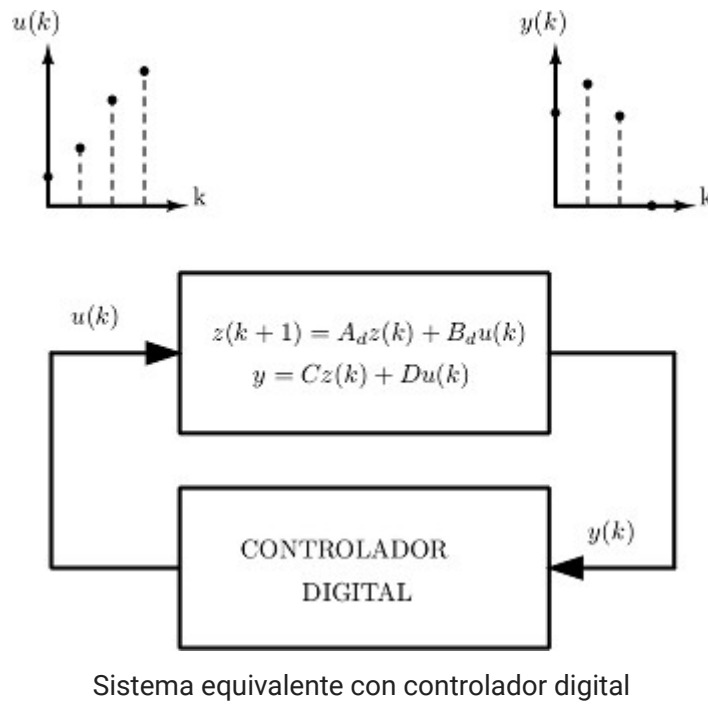 u(k)
y(k)
k
k
u(k)
z(k + 1) = A_d z(k) + B_d u(k)
y = Cz(k) + Du(k)
CONTROLADOR
DIGITAL
y(k)
Sistema equivalente con controlador digital